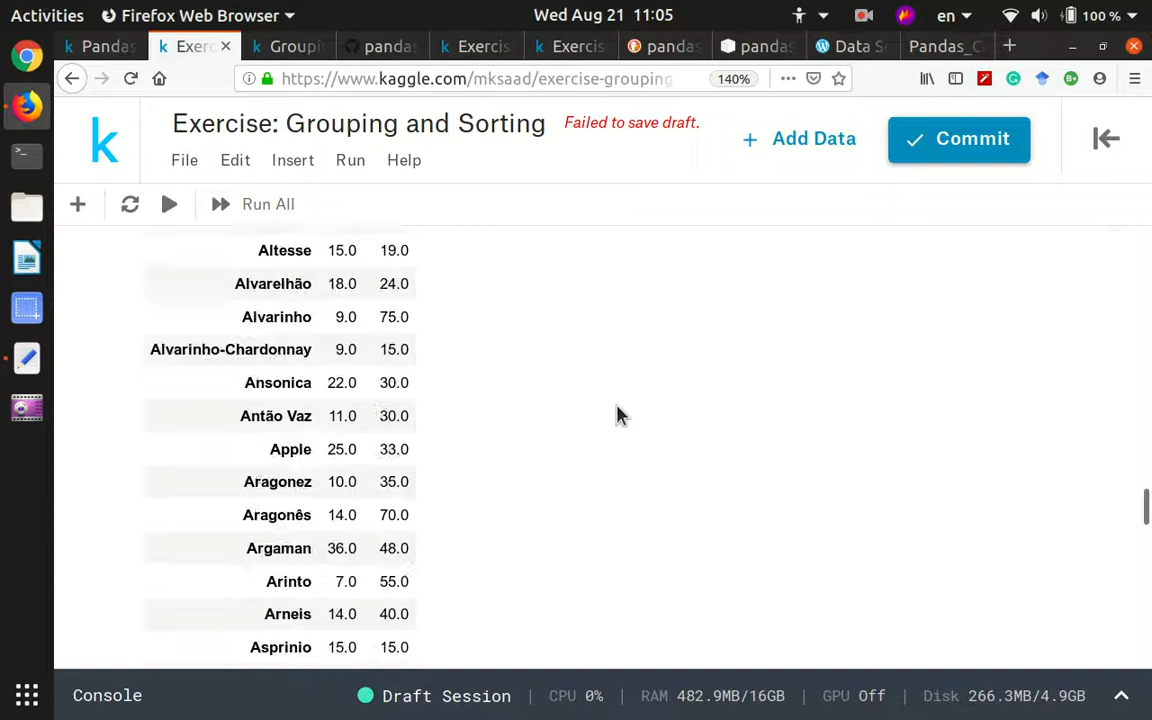 Activities Firefox Web Browser Wed Aug 21 11:05 en 100 %
Pandas Exerc Groupin pandas Exercis Exercis pandas pandas Data Sc Pandas_C
https://www.kaggle.com/mksaad/exercise-grouping 140%
Exercise: Grouping and Sorting Failed to save draft. + Add Data Commit
File Edit Insert Run Help
Run All
Altesse 15.0 19.0
Alvarelhão 18.0 24.0
Alvarinho 9.0 75.0
Alvarinho-Chardonnay 9.0 15.0
Ansonica 22.0 30.0
Antão Vaz 11.0 30.0
Apple 25.0 33.0
Aragonez 10.0 35.0
Aragonês 14.0 70.0
Argaman 36.0 48.0
Arinto 7.0 55.0
Arneis 14.0 40.0
Asprinio 15.0 15.0
Console Draft Session | CPU 0% | RAM 482.9MB/16GB | GPU Off | Disk 266.3MB/4.9GB